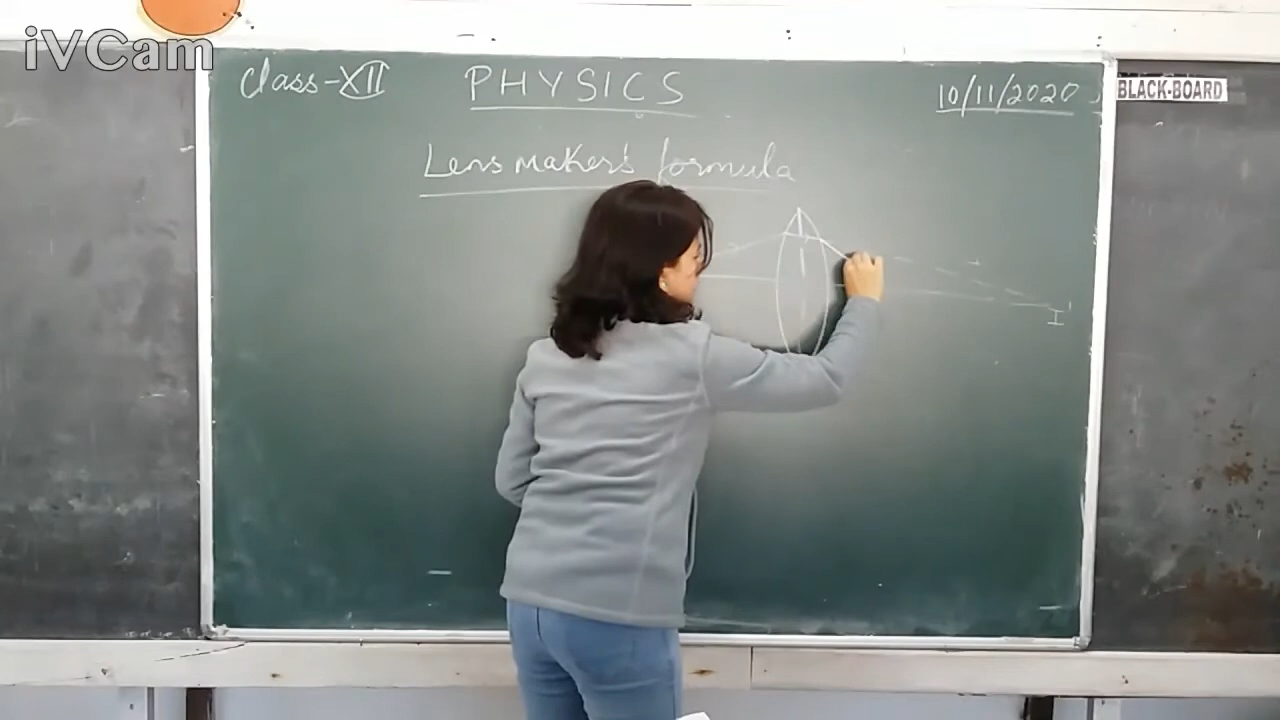 iVCam
Class-XII PHYSICS 10/11/2020
BLACK-BOARD
Lens maker's formula
I'